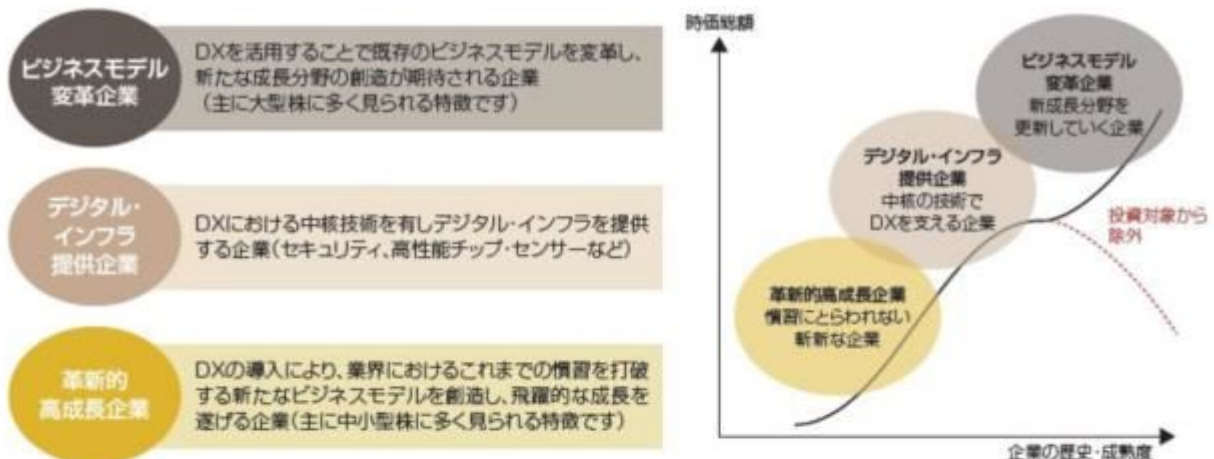 ビジネスモデル
変革企業
DXを活用することで既存のビジネスモデルを変革し、
新たな成長分野の創造が期待される企業
（主に大型株に多く見られる特徴です）
デジタル・
インフラ
提供企業
DXにおける中核技術を有しデジタル・インフラを提供
する企業（セキュリティ、高性能チップ・センサーなど）
革新的
高成長企業
DXの導入により、業界におけるこれまでの慣習を打破
する新たなビジネスモデルを創造し、飛躍的な成長を
遂げる企業（主に中小型株に多く見られる特徴です）
時価総額
ビジネスモデル
変革企業
新成長分野を
更新していく企業
デジタル・インフラ
提供企業
中核の技術で
DXを支える企業
投資対象から
除外
革新的高成長企業
慣習にとらわれない
斬新な企業
企業の歴史・成熟度